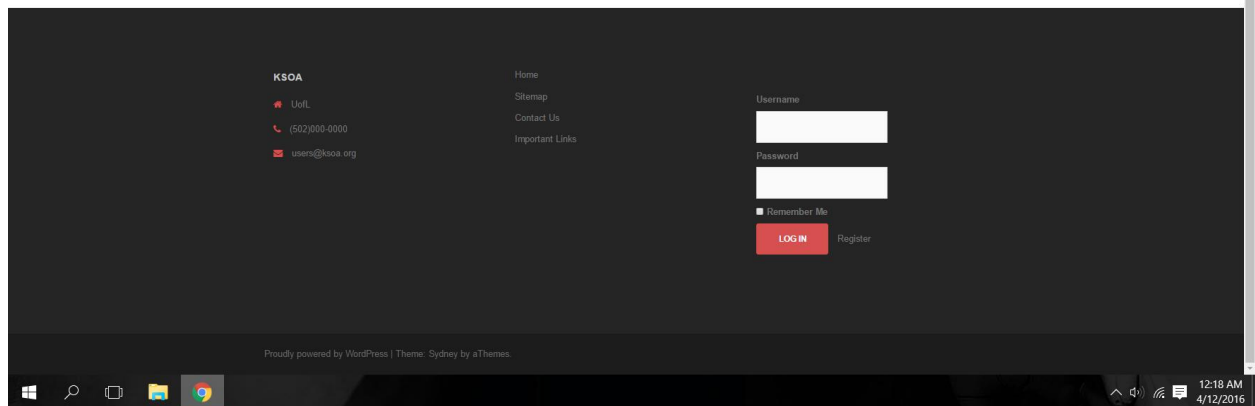 KSOA
UofL
(502)000-0000
users@ksoa.org
Home
Sitemap
Contact Us
Important Links
Username
Password
Remember Me
LOG IN
Register
Proudly powered by WordPress | Theme: Sydney by aThemes.
12:18 AM
4/12/2016